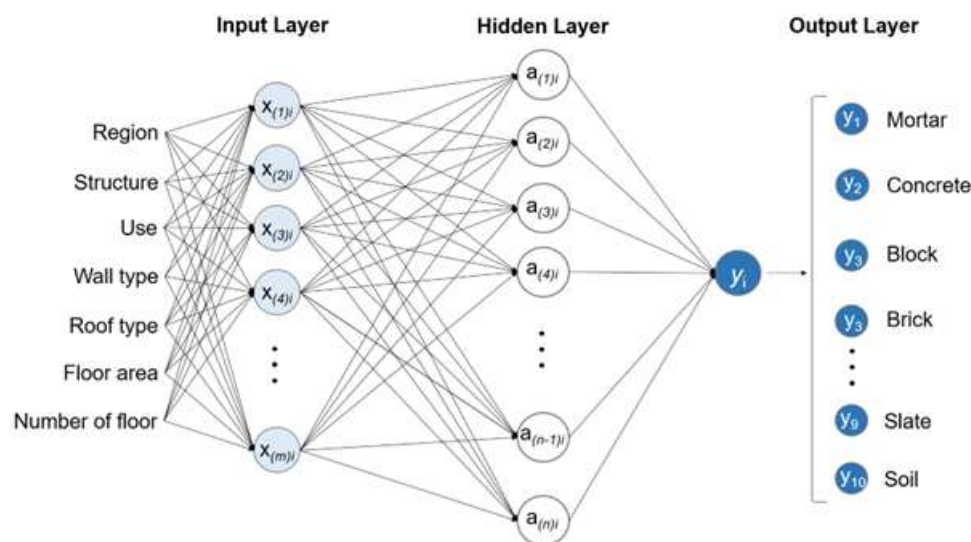 Input Layer
Hidden Layer
Output Layer
Region
Structure
Use
Wall type
Roof type
Floor area
Number of floor
x(1)i
x(2)i
x(3)i
x(4)i
x(m)i
a(1)i
a(2)i
a(3)i
a(4)i
a(n-1)i
a(n)i
yi
y1 Mortar
y2 Concrete
y3 Block
y3 Brick
y9 Slate
y10 Soil